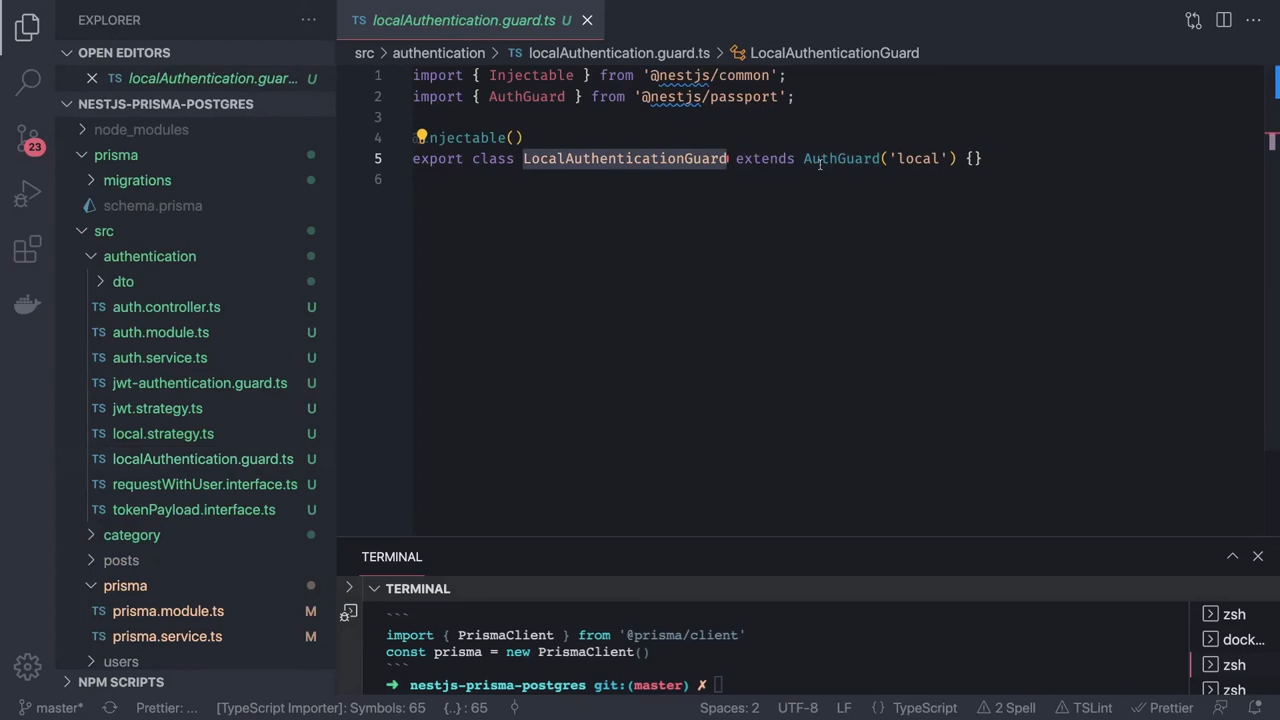 EXPLORER
TS localAuthentication.guard.ts U
OPEN EDITORS
TS localAuthentication.guar... U
NESTJS-PRISMA-POSTGRES
node_modules
prisma
migrations
schema.prisma
src
authentication
dto
TS auth.controller.ts U
TS auth.module.ts U
TS auth.service.ts U
TS jwt-authentication.guard.ts U
TS jwt.strategy.ts U
TS local.strategy.ts U
TS localAuthentication.guard.ts U
TS requestWithUser.interface.ts U
TS tokenPayload.interface.ts U
category
posts
prisma
TS prisma.module.ts M
TS prisma.service.ts M
users
NPM SCRIPTS
23
src > authentication > TS localAuthentication.guard.ts > LocalAuthenticationGuard
1 import { Injectable } from '@nestjs/common';
2 import { AuthGuard } from '@nestjs/passport';
3
4 @Injectable()
5 export class LocalAuthenticationGuard extends AuthGuard('local') {}
6
TERMINAL
TERMINAL
```
import { PrismaClient } from '@prisma/client'
const prisma = new PrismaClient()
```
➜ nestjs-prisma-postgres git:(master) ✗
zsh
dock...
zsh
zsh
master* Prettier: ... [TypeScript Importer]: Symbols: 65 {..} : 65 Spaces: 2 UTF-8 LF { } TypeScript 2 Spell TSLint Prettier